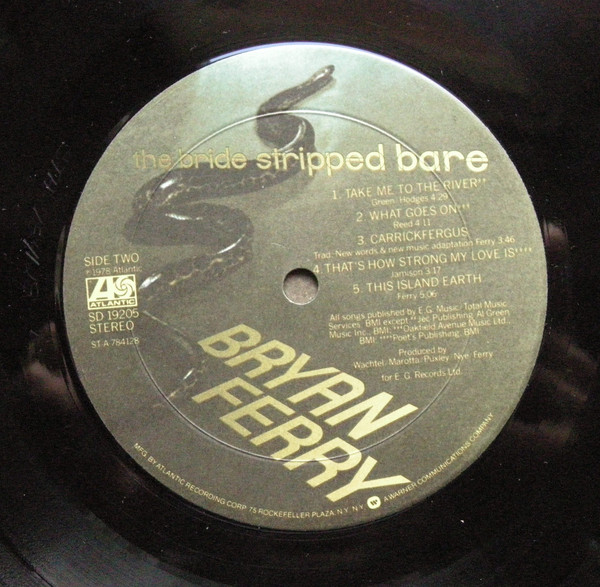 the bride stripped bare
1. TAKE ME TO THE RIVER**
Green, Hodges 4:29
2. WHAT GOES ON***
Reed 4:11
3. CARRICKFERGUS
Trad: New words & new music adaptation Ferry 3:46
4. THAT'S HOW STRONG MY LOVE IS****
Jamison 3:17
5. THIS ISLAND EARTH
Ferry 5:06
SIDE TWO
℗ 1978 Atlantic
ATLANTIC
SD 19205
STEREO
ST-A 784128
All songs published by E.G. Music/Total Music
Services, BMI except **Jec Publishing/Al Green
Music Inc., BMI; ***Oakfield Avenue Music Ltd.,
BMI; ****Poet's Publishing, BMI
Produced by
Wachtel/Marotta/Puxley/Nye/Ferry
for E.G. Records Ltd.
BRYAN
FERRY
MFG. BY ATLANTIC RECORDING CORP. 75 ROCKEFELLER PLAZA, N.Y. N.Y. A WARNER COMMUNICATIONS COMPANY